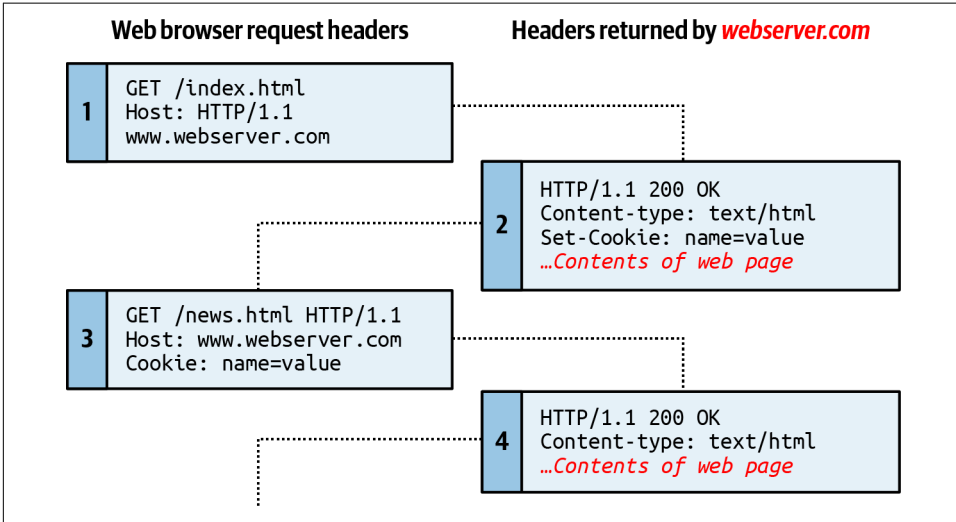 Web browser request headers
Headers returned by webserver.com
1
GET /index.html
Host: HTTP/1.1
www.webserver.com
2
HTTP/1.1 200 OK
Content-type: text/html
Set-Cookie: name=value
…Contents of web page
3
GET /news.html HTTP/1.1
Host: www.webserver.com
Cookie: name=value
4
HTTP/1.1 200 OK
Content-type: text/html
…Contents of web page